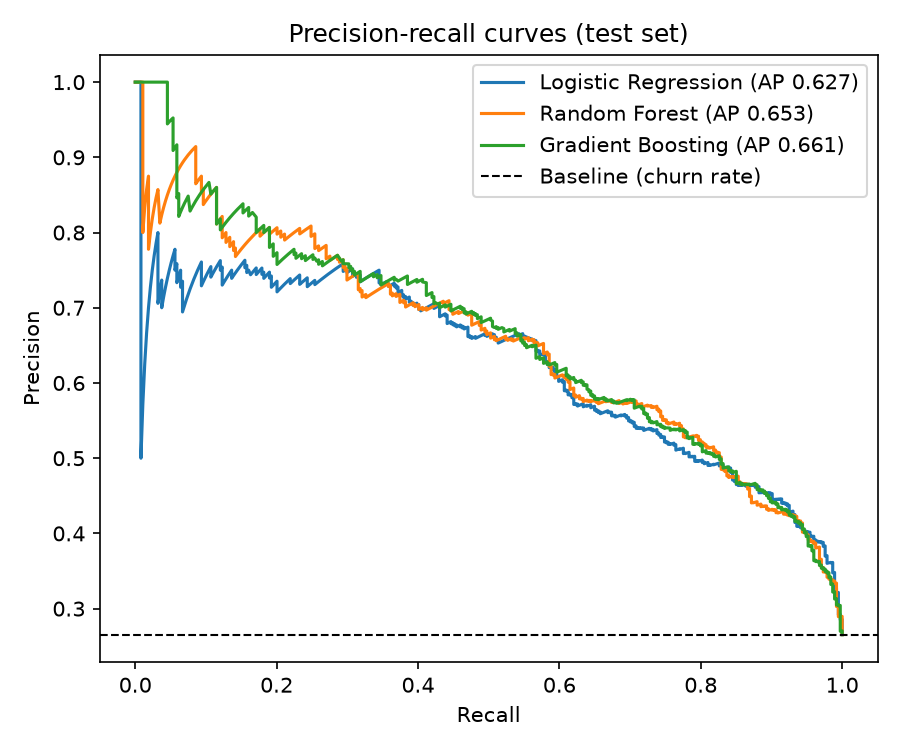 Precision-recall curves (test set)
Logistic Regression (AP 0.627)
Random Forest (AP 0.653)
Gradient Boosting (AP 0.661)
Baseline (churn rate)
Precision
1.0
0.9
0.8
0.7
0.6
0.5
0.4
0.3
0.0 0.2 0.4 0.6 0.8 1.0
Recall